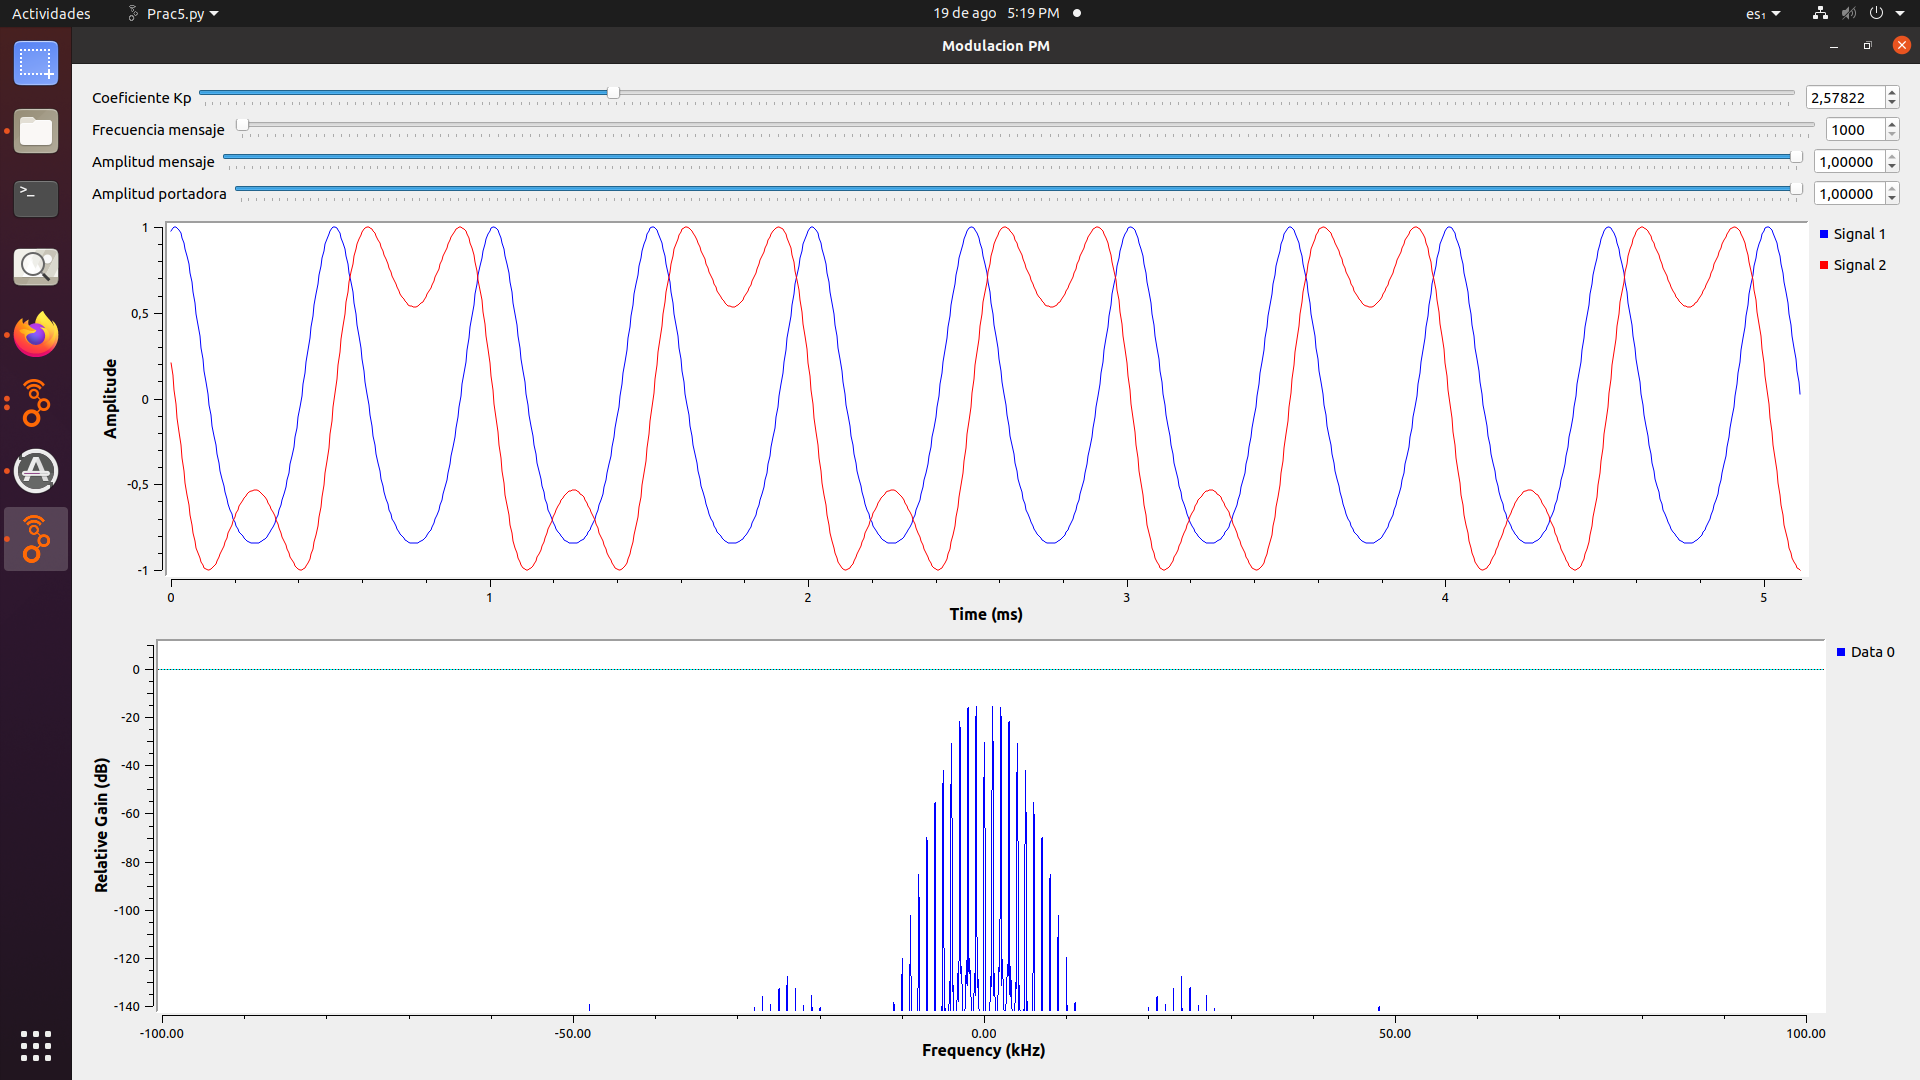 Actividades Prac5.py 19 de ago 5:19 PM es₁
Modulacion PM
Coeficiente Kp 2,57822
Frecuencia mensaje 1000
Amplitud mensaje 1,00000
Amplitud portadora 1,00000
1
0,5
0
-0,5
-1
Amplitude
0 1 2 3 4 5
Time (ms)
Signal 1
Signal 2
0
-20
-40
-60
-80
-100
-120
-140
Relative Gain (dB)
-100.00 -50.00 0.00 50.00 100.00
Frequency (kHz)
Data 0